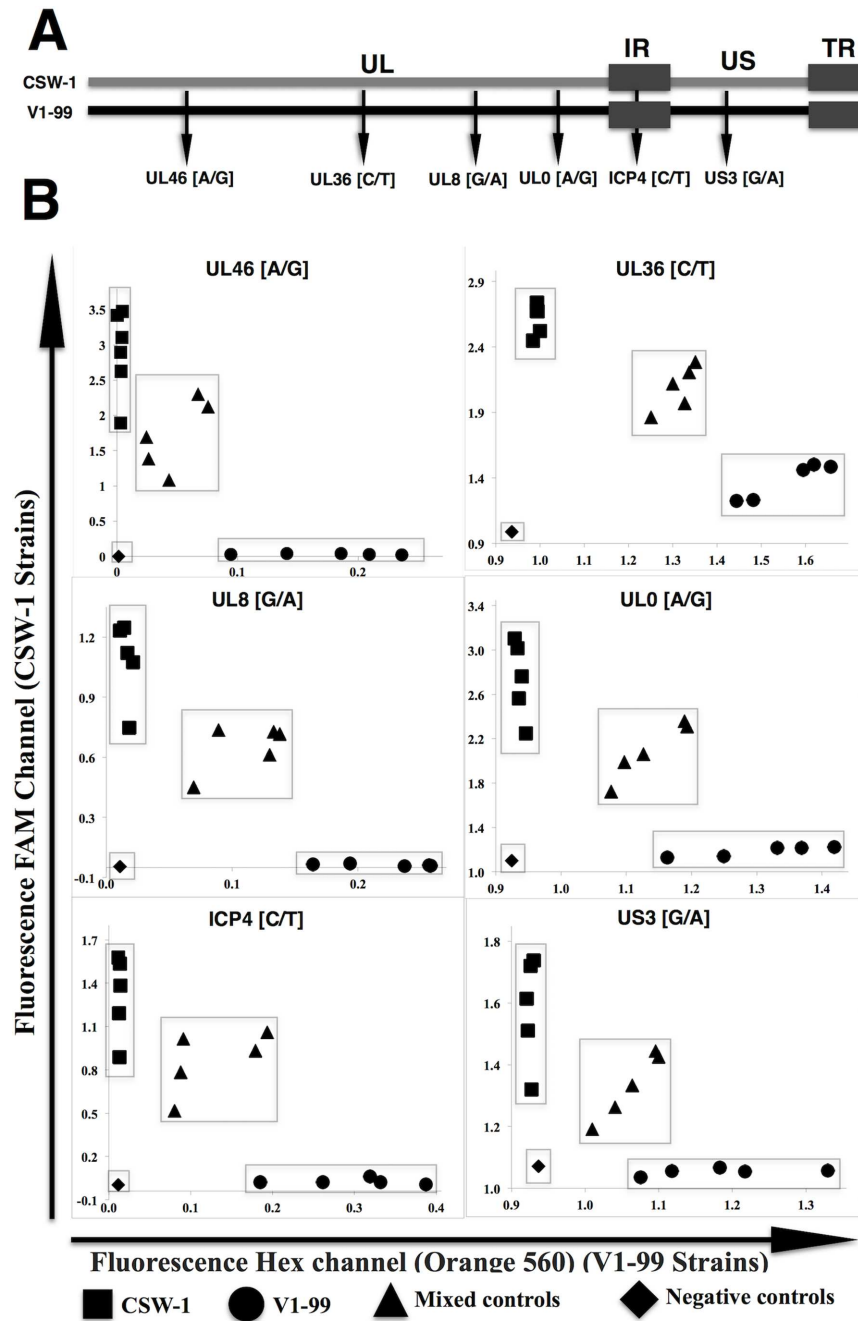 A
UL IR US TR
CSW-1
V1-99
UL46 [A/G] UL36 [C/T] UL8 [G/A] UL0 [A/G] ICP4 [C/T] US3 [G/A]
B
Fluorescence FAM Channel (CSW-1 Strains)
UL46 [A/G]
3.5
3
2.5
2
1.5
1
0.5
0
0 0.1 0.2
UL36 [C/T]
2.9
2.4
1.9
1.4
0.9
0.9 1.0 1.1 1.2 1.3 1.4 1.5 1.6
UL8 [G/A]
1.2
0.9
0.6
0.3
-0.1
0.0 0.1 0.2
UL0 [A/G]
3.4
3.0
2.6
2.2
1.8
1.4
1.0
0.9 1.0 1.1 1.2 1.3 1.4
ICP4 [C/T]
1.7
1.4
1.1
0.8
0.5
0.2
-0.1
0.0 0.1 0.2 0.3 0.4
US3 [G/A]
1.8
1.6
1.4
1.2
1.0
0.9 1.0 1.1 1.2 1.3
Fluorescence Hex channel (Orange 560) (V1-99 Strains)
CSW-1 V1-99 Mixed controls Negative controls